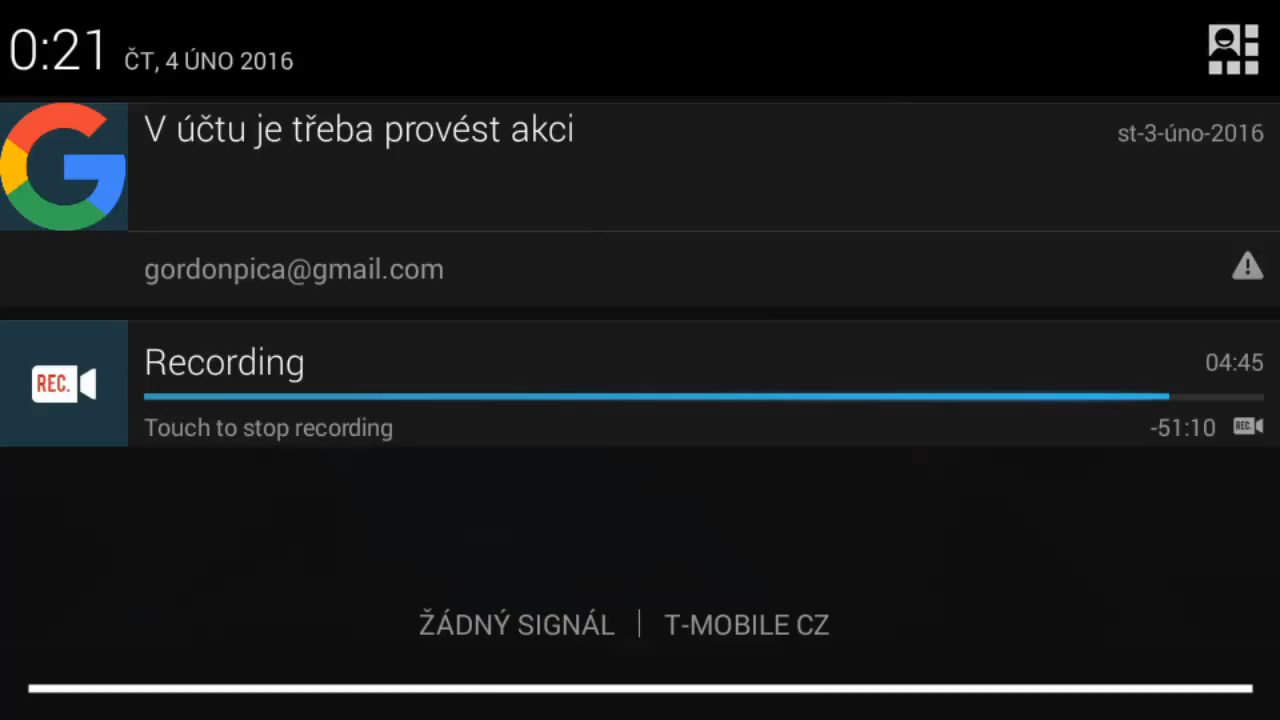 0:21 ČT, 4 ÚNO 2016
V účtu je třeba provést akci st-3-úno-2016
gordonpica@gmail.com
REC. Recording 04:45
Touch to stop recording -51:10 REC.
ŽÁDNÝ SIGNÁL | T-MOBILE CZ